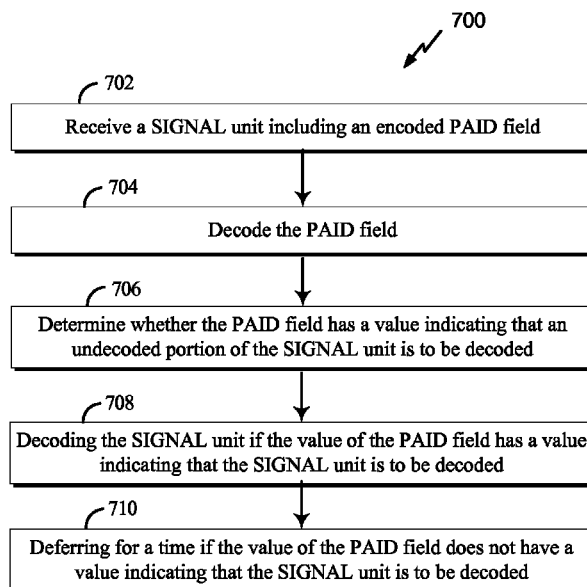 700
702
Receive a SIGNAL unit including an encoded PAID field
704
Decode the PAID field
706
Determine whether the PAID field has a value indicating that an
undecoded portion of the SIGNAL unit is to be decoded
708
Decoding the SIGNAL unit if the value of the PAID field has a value
indicating that the SIGNAL unit is to be decoded
710
Deferring for a time if the value of the PAID field does not have a
value indicating that the SIGNAL unit is to be decoded